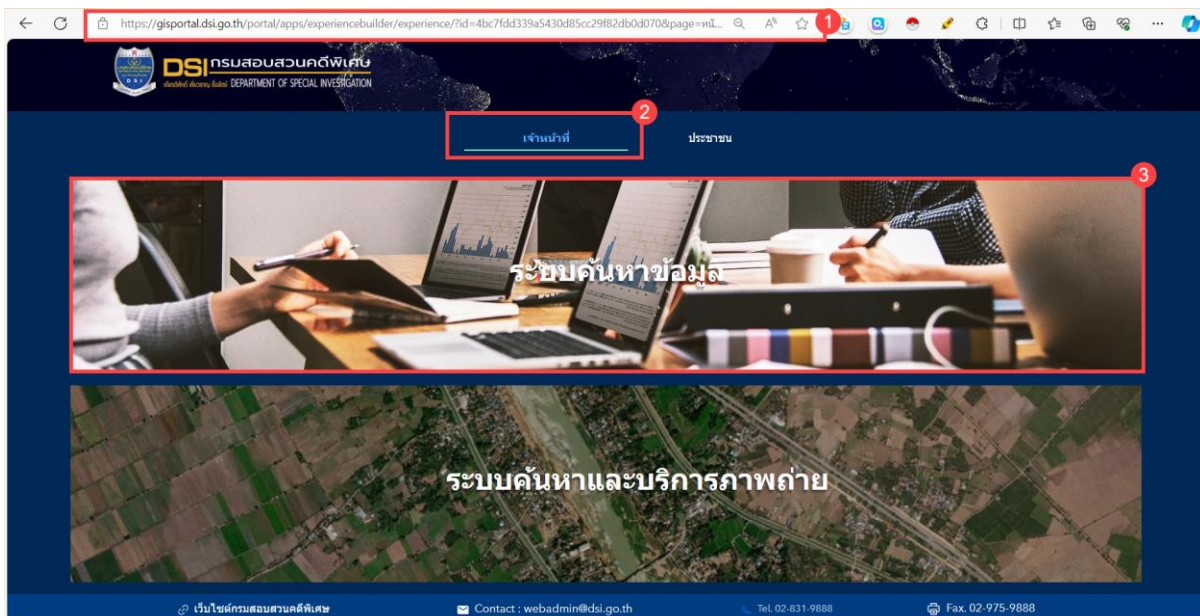 https://gisportal.dsi.go.th/portal/apps/experiencebuilder/experience/?id=4bc7fdd339a5430d85cc29f82db0d070&page=หน้...
1
DSI กรมสอบสวนคดีพิเศษ
DEPARTMENT OF SPECIAL INVESTIGATION
2
เจ้าหน้าที่ ประชาชน
3
ระบบค้นหาข้อมูล
ระบบค้นหาและบริการภาพถ่าย
เว็บไซต์กรมสอบสวนคดีพิเศษ Contact : webadmin@dsi.go.th Tel. 02-831-9888 Fax. 02-975-9888